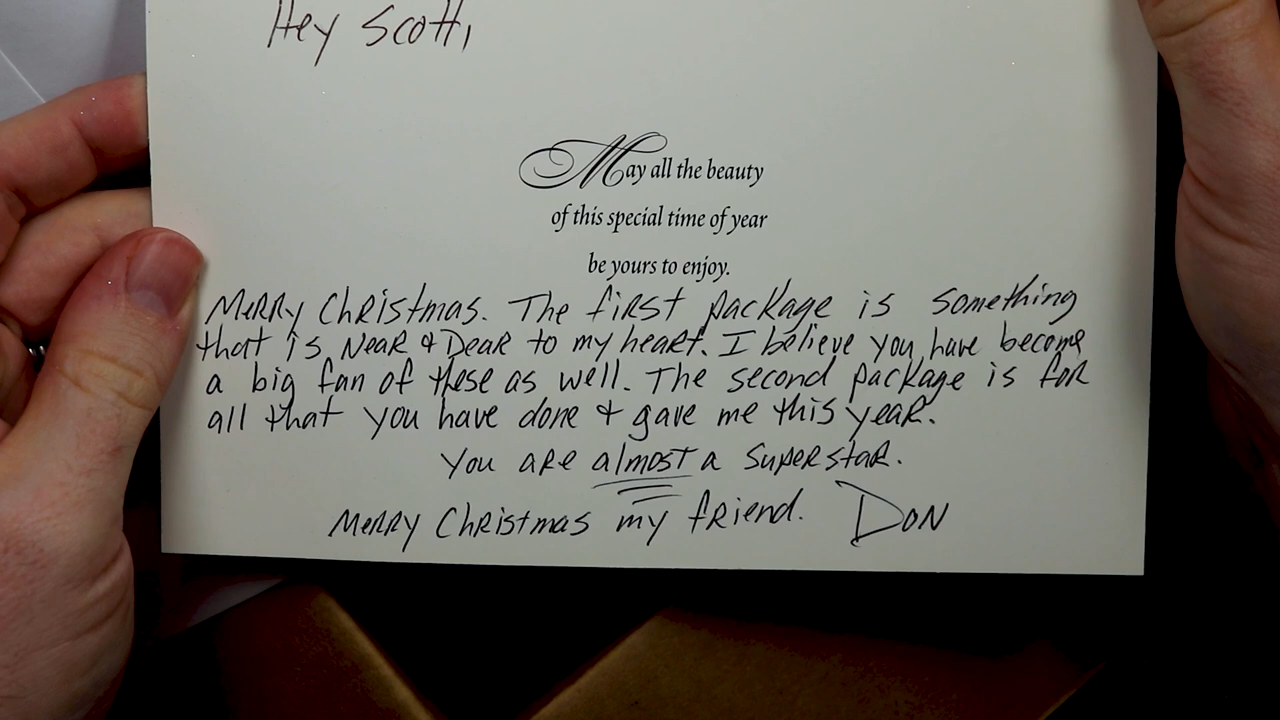 Hey Scott,
May all the beauty
of this special time of year
be yours to enjoy.
Merry Christmas. The first package is something
that is Near & Dear to my heart. I believe you have become
a big fan of these as well. The second package is for
all that you have done & gave me this year.
You are almost a superstar.
Merry Christmas my friend. Don